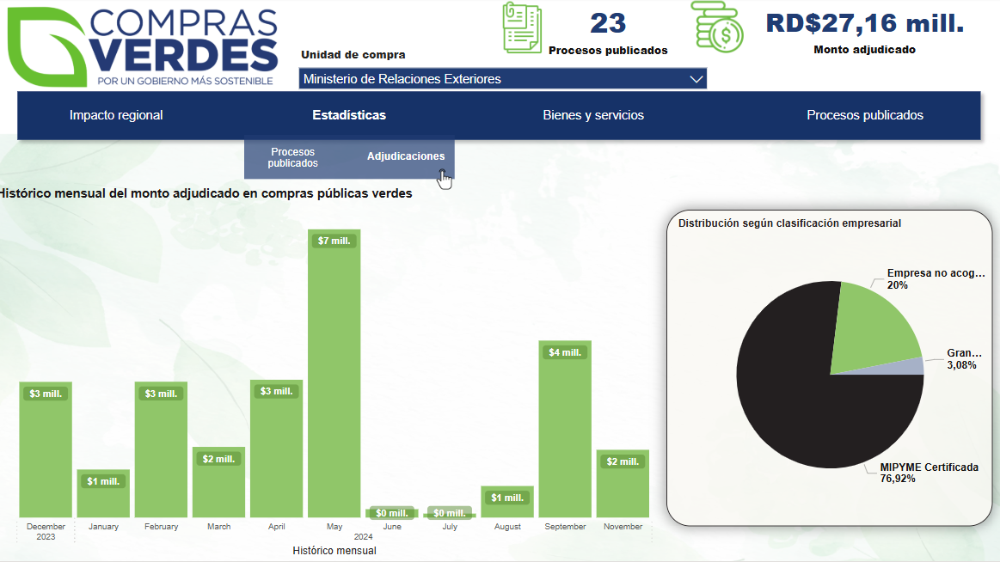 COMPRAS
VERDES
POR UN GOBIERNO MÁS SOSTENIBLE
Unidad de compra
Ministerio de Relaciones Exteriores
23
Procesos publicados
RD$27,16 mill.
Monto adjudicado
Impacto regional
Estadísticas
Bienes y servicios
Procesos publicados
Procesos
publicados
Adjudicaciones
Histórico mensual del monto adjudicado en compras públicas verdes
$3 mill.
$1 mill.
$3 mill.
$2 mill.
$3 mill.
$7 mill.
$0 mill.
$0 mill.
$1 mill.
$4 mill.
$2 mill.
December
January
February
March
April
May
June
July
August
September
November
2023
2024
Histórico mensual
Distribución según clasificación empresarial
Empresa no acog...
20%
Gran...
3,08%
MIPYME Certificada
76,92%